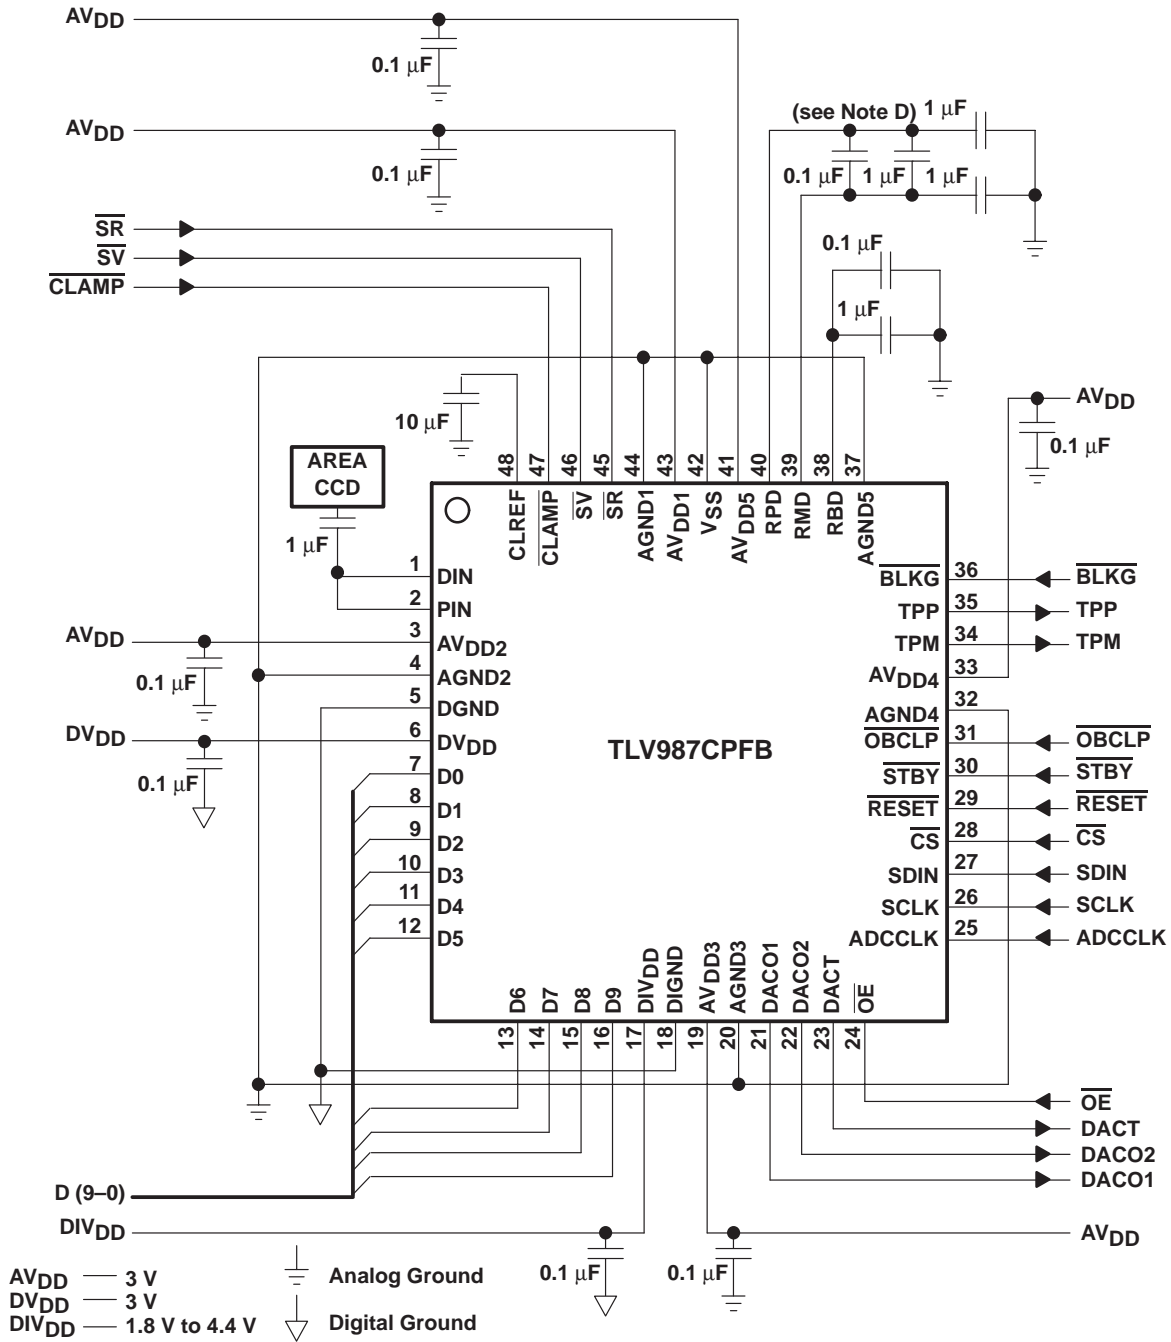 AVDD
0.1 μF
AVDD
0.1 μF
(see Note D)
1 μF
0.1 μF
1 μF
1 μF
SR
SV
CLAMP
0.1 μF
1 μF
10 μF
AVDD
0.1 μF
AREA
CCD
1 μF
48
47
46
45
44
43
42
41
40
39
38
37
CLREF
CLAMP
SV
SR
AGND1
AVDD1
VSS
AVDD5
RPD
RMD
RBD
AGND5
1 DIN
2 PIN
AVDD 3 AVDD2
0.1 μF
4 AGND2
5 DGND
DVDD 6 DVDD
0.1 μF
7 D0
8 D1
9 D2
10 D3
11 D4
12 D5
TLV987CPFB
BLKG 36 BLKG
TPP 35 TPP
TPM 34 TPM
AVDD4 33
AGND4 32
OBCLP 31 OBCLP
STBY 30 STBY
RESET 29 RESET
CS 28 CS
SDIN 27 SDIN
SCLK 26 SCLK
ADCCLK 25 ADCCLK
D6
D7
D8
D9
DIVDD
DIGND
AVDD3
AGND3
DACO1
DACO2
DACT
OE
13
14
15
16
17
18
19
20
21
22
23
24
OE
DACT
DACO2
DACO1
D (9–0)
DIVDD
0.1 μF
0.1 μF
AVDD
AVDD — 3 V
DVDD — 3 V
DIVDD — 1.8 V to 4.4 V
Analog Ground
Digital Ground